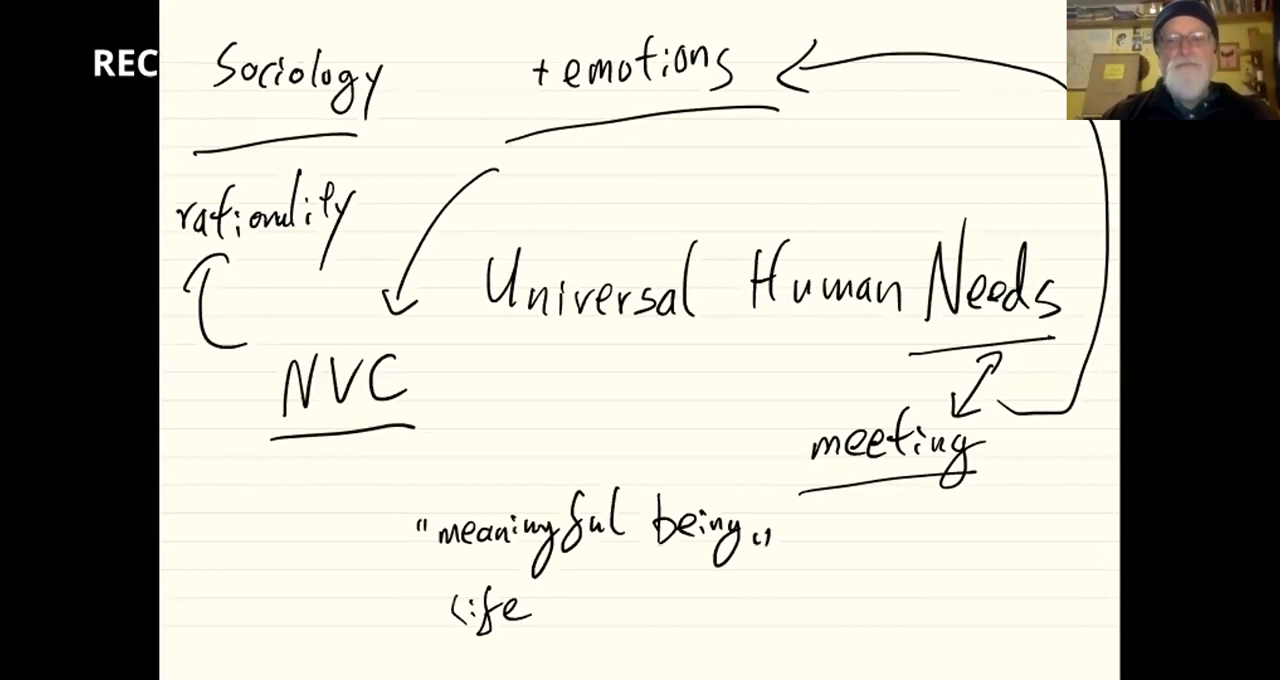 REC
Sociology + emotions
rationality
Universal Human Needs
NVC
meeting
"meaningful being"
life